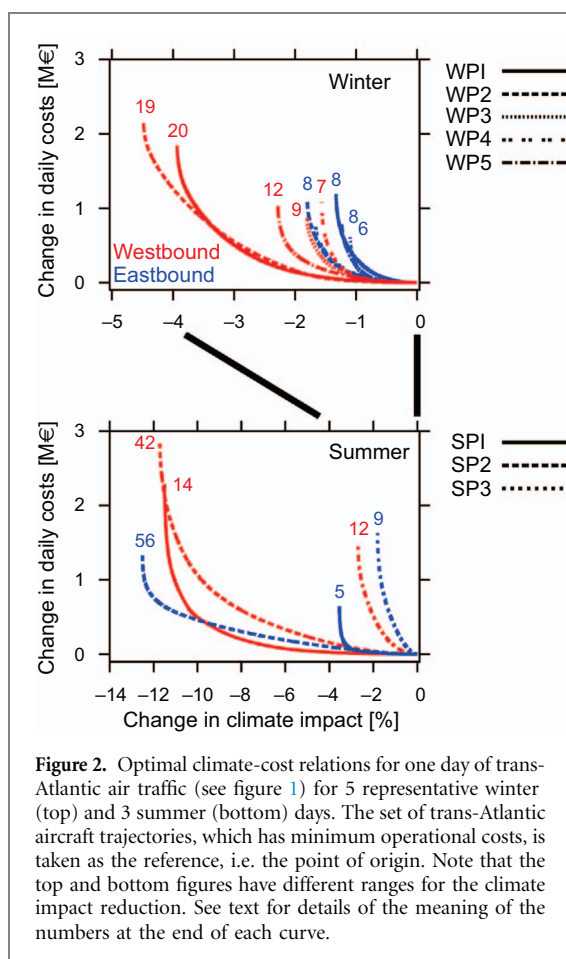 Change in daily costs [M€]
3
2
1
0
Winter
19
20
12
9
8
7
8
8
6
Westbound
Eastbound
−5
−4
−3
−2
−1
0
WPI
WP2
WP3
WP4
WP5
Change in daily costs [M€]
3
2
1
0
Summer
42
14
56
5
12
9
SPI
SP2
SP3
−14
−12
−10
−8
−6
−4
−2
0
Change in climate impact [%]
Figure 2. Optimal climate-cost relations for one day of trans-
Atlantic air traffic (see figure 1) for 5 representative winter
(top) and 3 summer (bottom) days. The set of trans-Atlantic
aircraft trajectories, which has minimum operational costs, is
taken as the reference, i.e. the point of origin. Note that the
top and bottom figures have different ranges for the climate
impact reduction. See text for details of the meaning of the
numbers at the end of each curve.